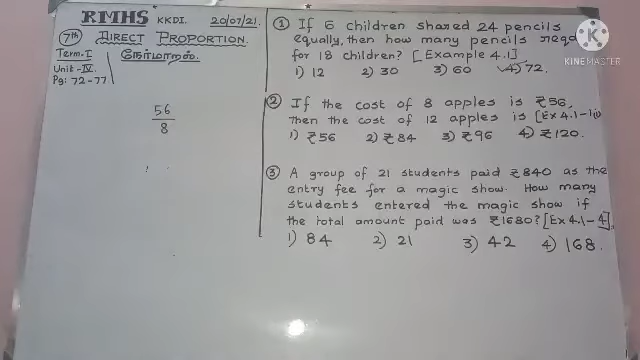 RMHS KKDI. 20/07/21.
7th DIRECT PROPORTION.
Term-I நேர்மாறல்.
Unit-IV
Pg: 72-77
56
8
① If 6 children shared 24 pencils
equally, then how many pencils
for 18 children? [Example 4.1]
1) 12 2) 30 3) 60 4) 72.
② If the cost of 8 apples is ₹56,
then the cost of 12 apples is [Ex 4.1-
1) ₹56 2) ₹84 3) ₹96 4) ₹120.
③ A group of 21 students paid ₹840 as the
entry fee for a magic show. How many
students entered the magic show if
the total amount paid was ₹1680? [Ex 4.1-4]
1) 84 2) 21 3) 42 4) 168.
KINEMASTER